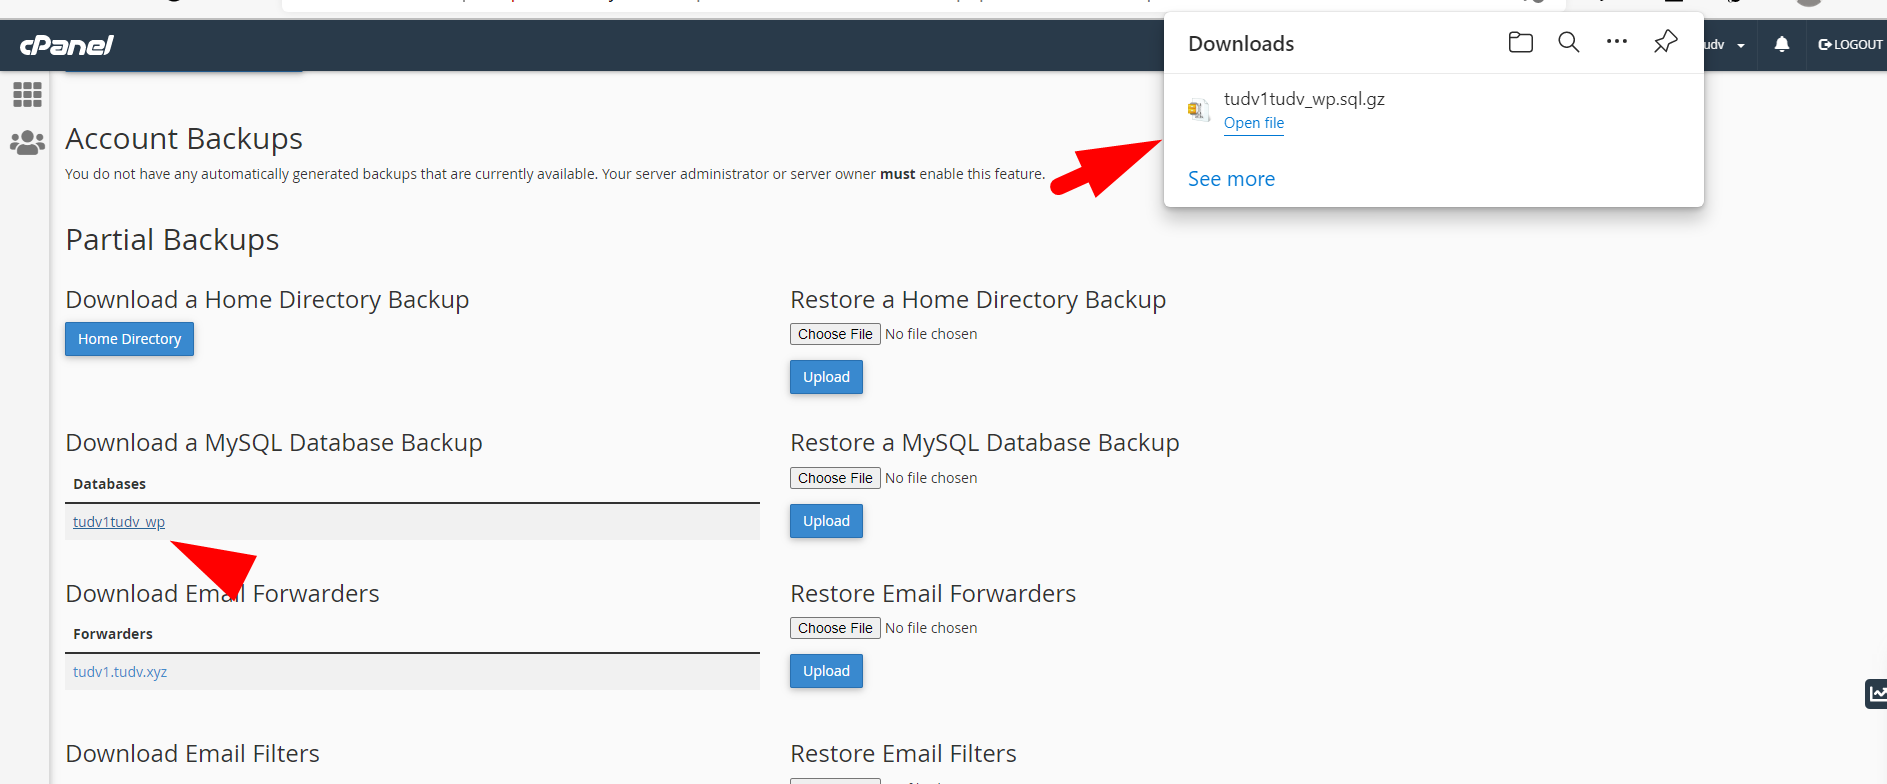 cPanel
Downloads
udv
LOGOUT
tudv1tudv_wp.sql.gz
Open file
See more
Account Backups
You do not have any automatically generated backups that are currently available. Your server administrator or server owner must enable this feature.
Partial Backups
Download a Home Directory Backup
Home Directory
Restore a Home Directory Backup
Choose File No file chosen
Upload
Download a MySQL Database Backup
Databases
tudv1tudv_wp
Restore a MySQL Database Backup
Choose File No file chosen
Upload
Download Email Forwarders
Forwarders
tudv1.tudv.xyz
Restore Email Forwarders
Choose File No file chosen
Upload
Download Email Filters
Restore Email Filters